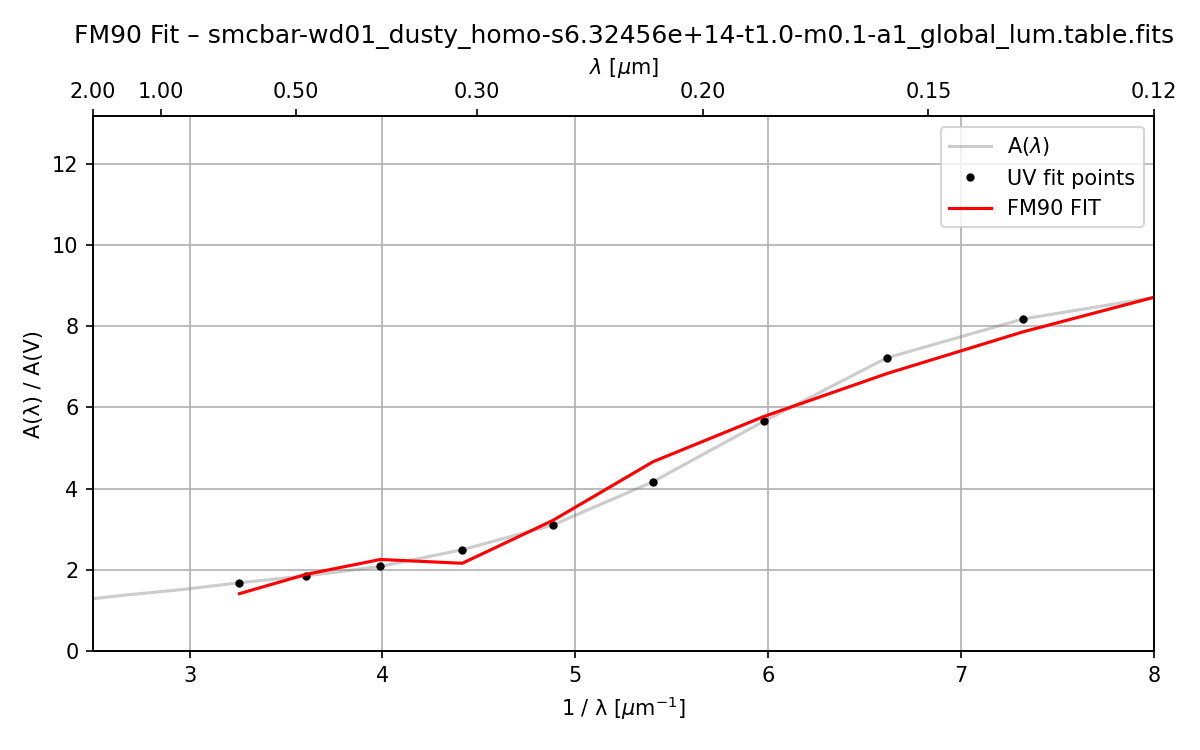 FM90 Fit – smcbar-wd01_dusty_homo-s6.32456e+14-t1.0-m0.1-a1_global_lum.table.fits
λ [μm]
2.00 1.00 0.50 0.30 0.20 0.15 0.12
A(λ)
UV fit points
FM90 FIT
A(λ) / A(V)
12
10
8
6
4
2
0
3 4 5 6 7 8
1 / λ [μm⁻¹]